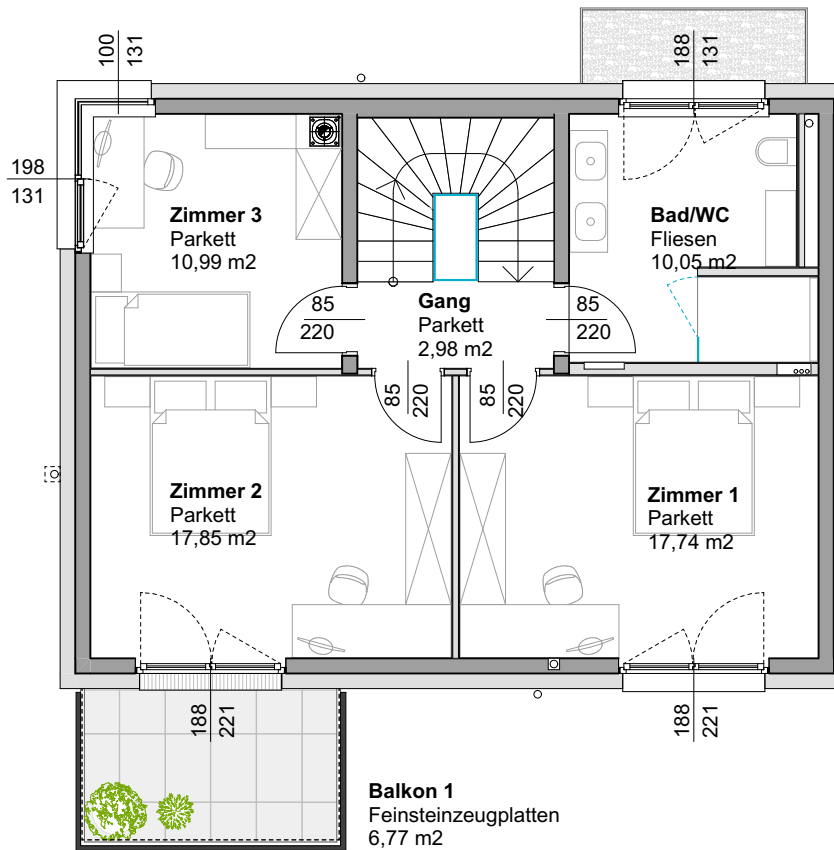 100
131
188
131
198
131
Zimmer 3
Parkett
10,99 m2
Bad/WC
Fliesen
10,05 m2
Gang
Parkett
2,98 m2
85
220
85
220
85
220
85
220
Zimmer 2
Parkett
17,85 m2
Zimmer 1
Parkett
17,74 m2
188
221
188
221
Balkon 1
Feinsteinzeugplatten
6,77 m2